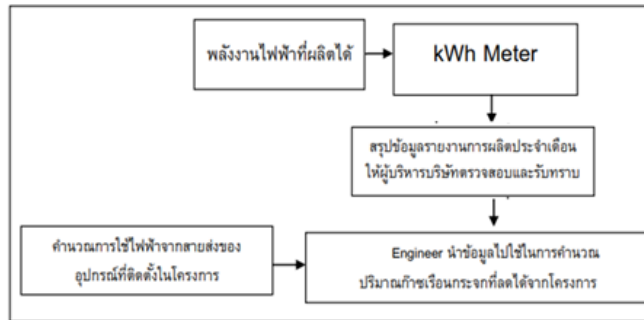 พลังงานไฟฟ้าที่ผลิตได้
kWh Meter
สรุปข้อมูลรายงานการผลิตประจำเดือน
ให้ผู้บริหารบริษัทตรวจสอบและรับทราบ
คำนวณการใช้ไฟฟ้าจากสายส่งของ
อุปกรณ์ที่ติดตั้งในโครงการ
Engineer นำข้อมูลไปใช้ในการคำนวณ
ปริมาณก๊าซเรือนกระจกที่ลดได้จากโครงการ